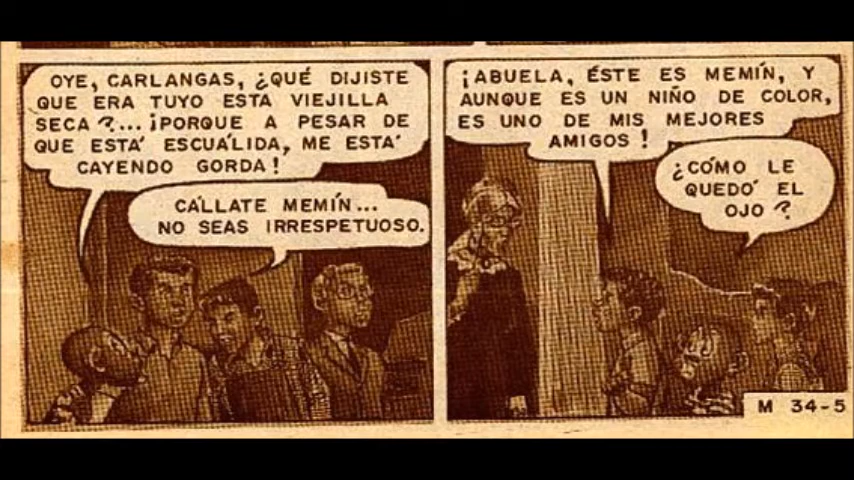 OYE, CARLANGAS, ¿QUÉ DIJISTE
QUE ERA TUYO ESTA VIEJILLA
SECA?... ¡PORQUE A PESAR DE
QUE ESTÁ ESCUÁLIDA, ME ESTÁ
CAYENDO GORDA!
CÁLLATE MEMÍN...
NO SEAS IRRESPETUOSO.
¡ABUELA, ÉSTE ES MEMÍN, Y
AUNQUE ES UN NIÑO DE COLOR,
ES UNO DE MIS MEJORES
AMIGOS!
¿CÓMO LE
QUEDÓ EL
OJO?
M 34-5